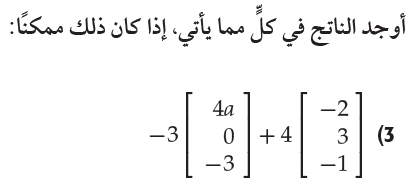 أوجد الناتج في كلٍّ مما يأتي، إذا كان ذلك ممكنًا:
(3 −3 [4a 0 −3] + 4 [−2 3 −1]